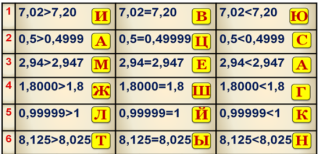 1 7,02>7,20 И 7,02=7,20 В 7,02<7,20 Ю
2 0,5>0,4999 А 0,5=0,49999 Ц 0,5<0,4999 С
3 2,94>2,947 М 2,94=2,947 Е 2,94<2,947 А
4 1,8000>1,8 Ж 1,8000=1,8 Ш 1,8000<1,8 Г
5 0,99999>1 Л 0,99999=1 Й 0,99999<1 К
6 8,125>8,025 Т 8,125=8,025 Ы 8,125<8,025 Н